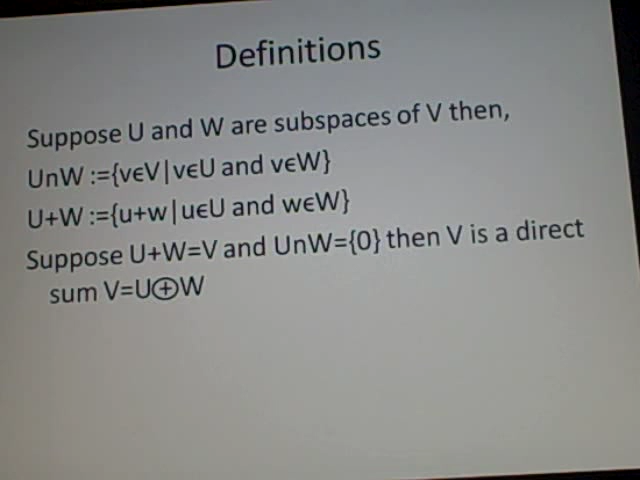 Definitions
Suppose U and W are subspaces of V then,
UnW :={vϵV|vϵU and vϵW}
U+W :={u+w|uϵU and wϵW}
Suppose U+W=V and UnW={0} then V is a direct
sum V=U⊕W